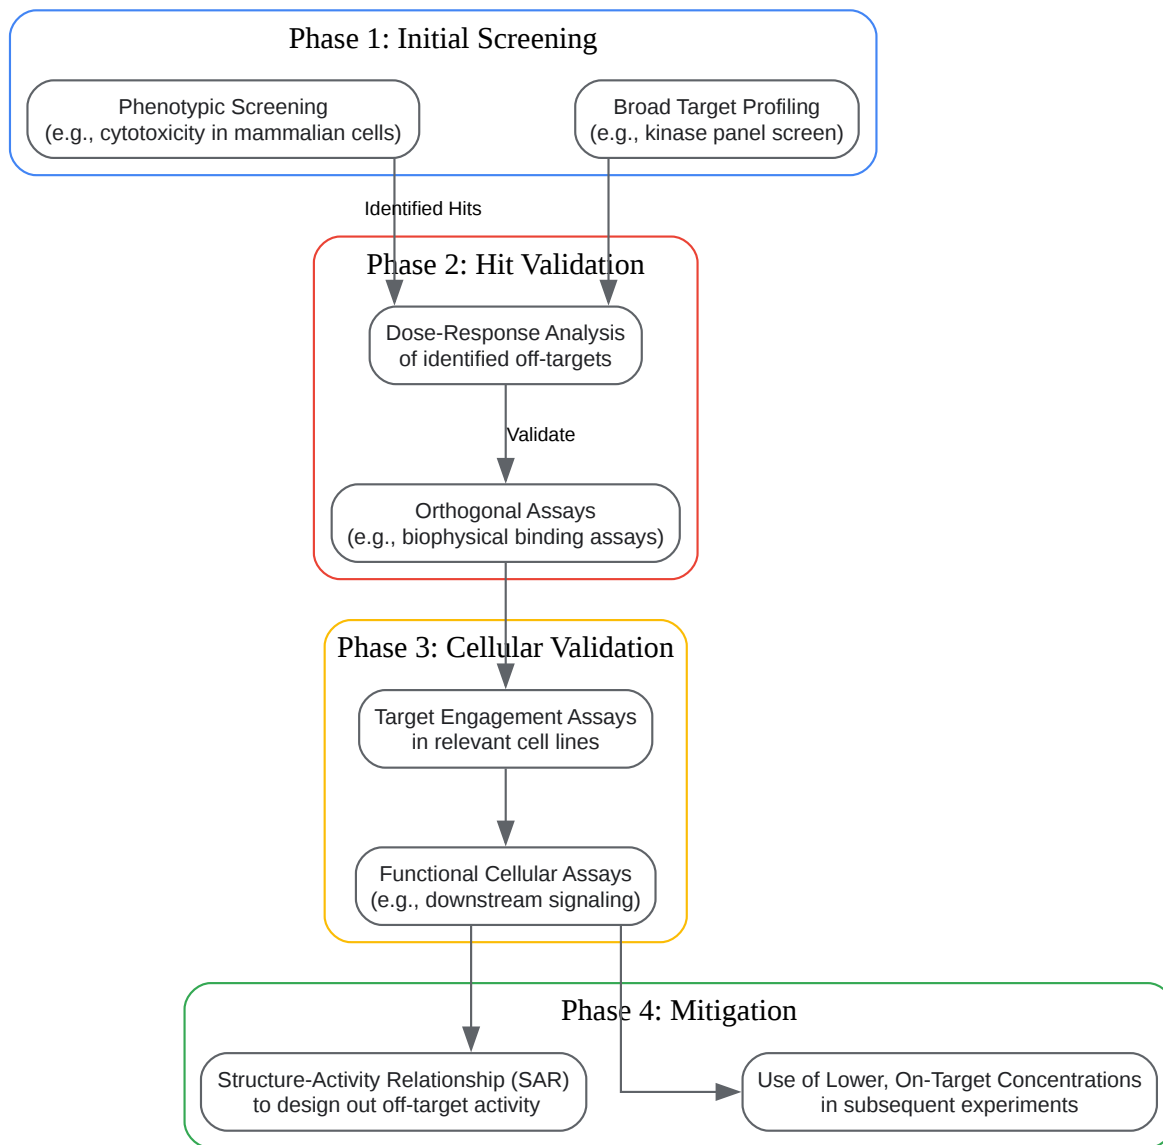 Phase 1: Initial Screening
Phenotypic Screening
(e.g., cytotoxicity in mammalian cells)
Broad Target Profiling
(e.g., kinase panel screen)
Identified Hits
Phase 2: Hit Validation
Dose-Response Analysis
of identified off-targets
Validate
Orthogonal Assays
(e.g., biophysical binding assays)
Phase 3: Cellular Validation
Target Engagement Assays
in relevant cell lines
Functional Cellular Assays
(e.g., downstream signaling)
Phase 4: Mitigation
Structure-Activity Relationship (SAR)
to design out off-target activity
Use of Lower, On-Target Concentrations
in subsequent experiments